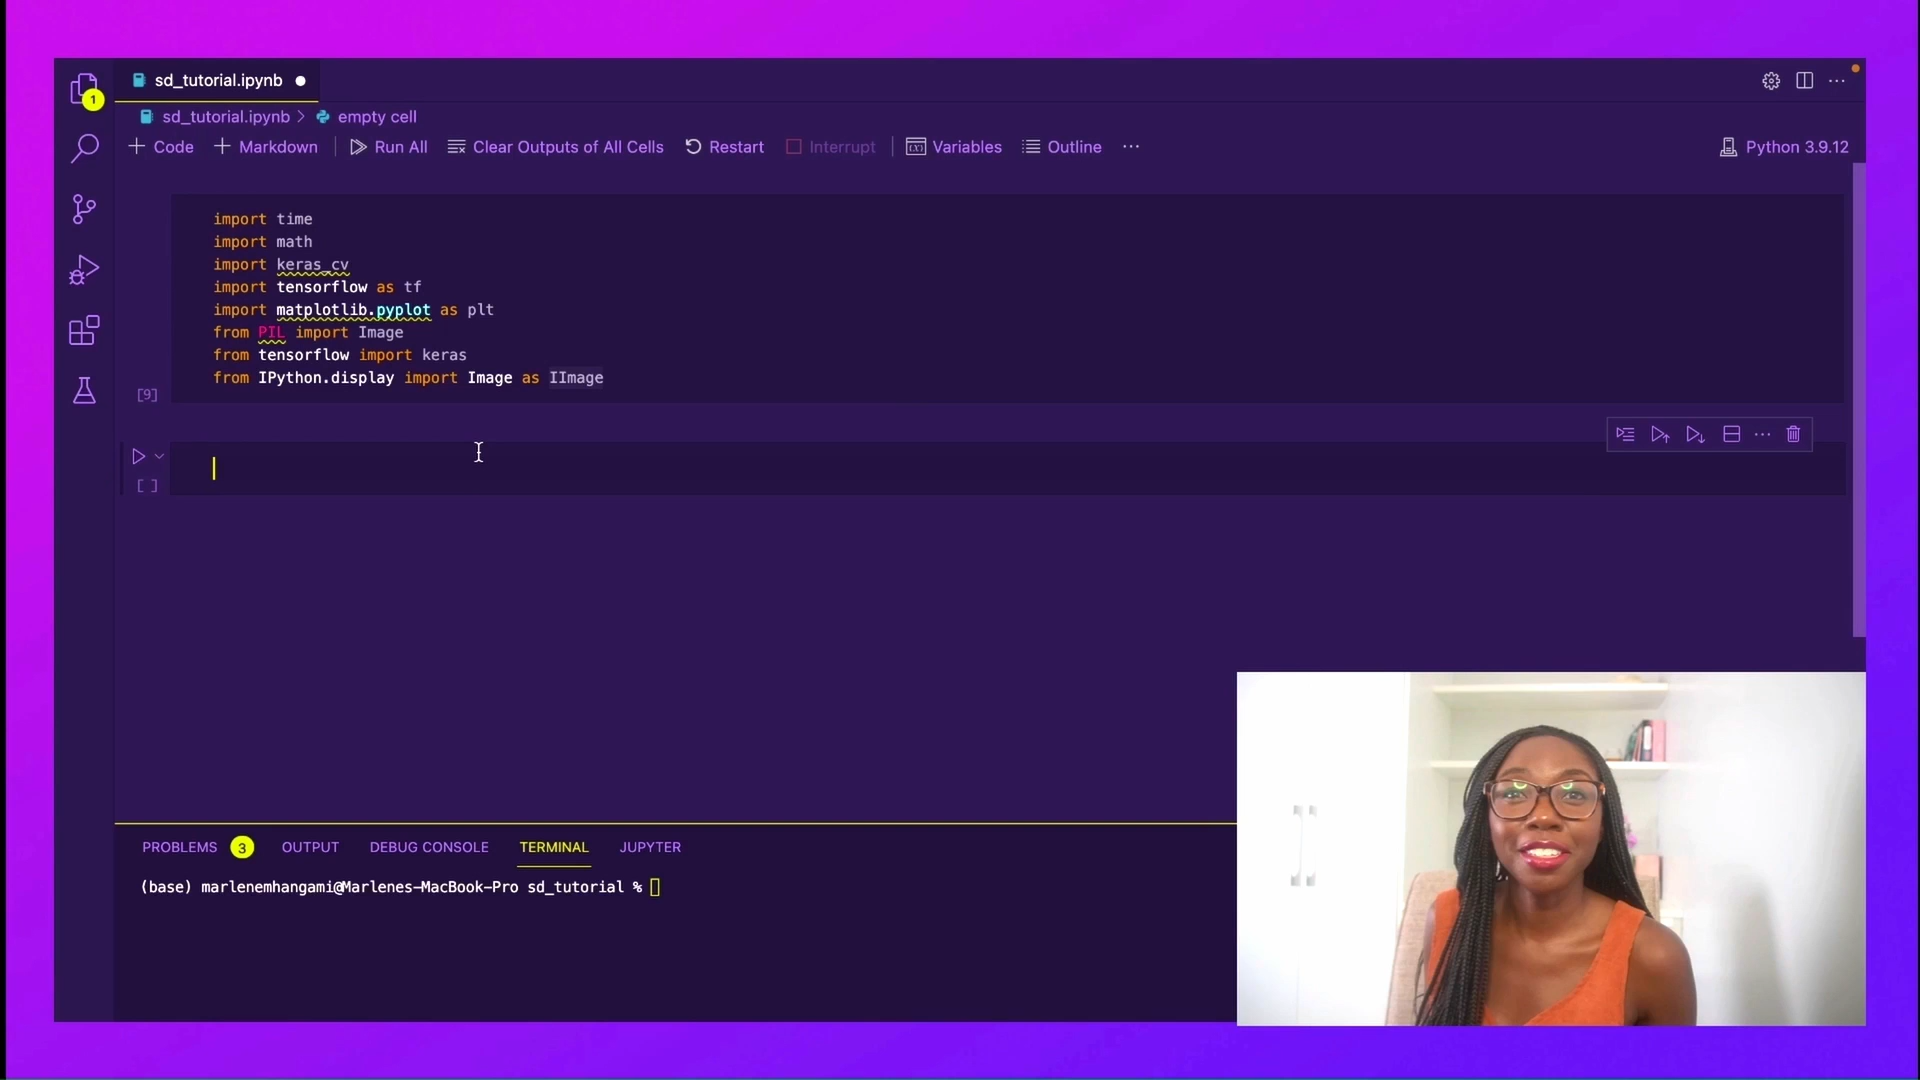 sd_tutorial.ipynb
1
sd_tutorial.ipynb > empty cell
+ Code + Markdown Run All Clear Outputs of All Cells Restart Interrupt Variables Outline ... Python 3.9.12
import time
import math
import keras_cv
import tensorflow as tf
import matplotlib.pyplot as plt
from PIL import Image
from tensorflow import keras
from IPython.display import Image as IImage
[9]
[ ]
PROBLEMS 3 OUTPUT DEBUG CONSOLE TERMINAL JUPYTER
(base) marlenemhangami@Marlenes-MacBook-Pro sd_tutorial %